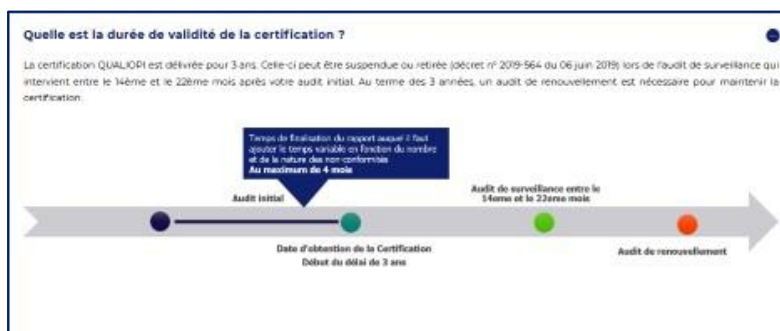 Quelle est la durée de validité de la certification ?
La certification QUALIOPI est délivrée pour 3 ans. Celle-ci peut être suspendue ou retirée (décret n° 2019-564 du 06 juin 2019) lors de l'audit de surveillance qui
intervient entre le 14ème et le 22ème mois après votre audit initial. Au terme des 3 années, un audit de renouvellement est nécessaire pour maintenir la
certification.
Temps de finalisation du rapport auquel il faut
ajouter le temps variable en fonction du nombre
et de la nature des non-conformités
Au maximum de 4 mois
Audit initial
Audit de surveillance entre le
14eme et le 22eme mois
Date d'obtention de la Certification
Début du délai de 3 ans
Audit de renouvellement